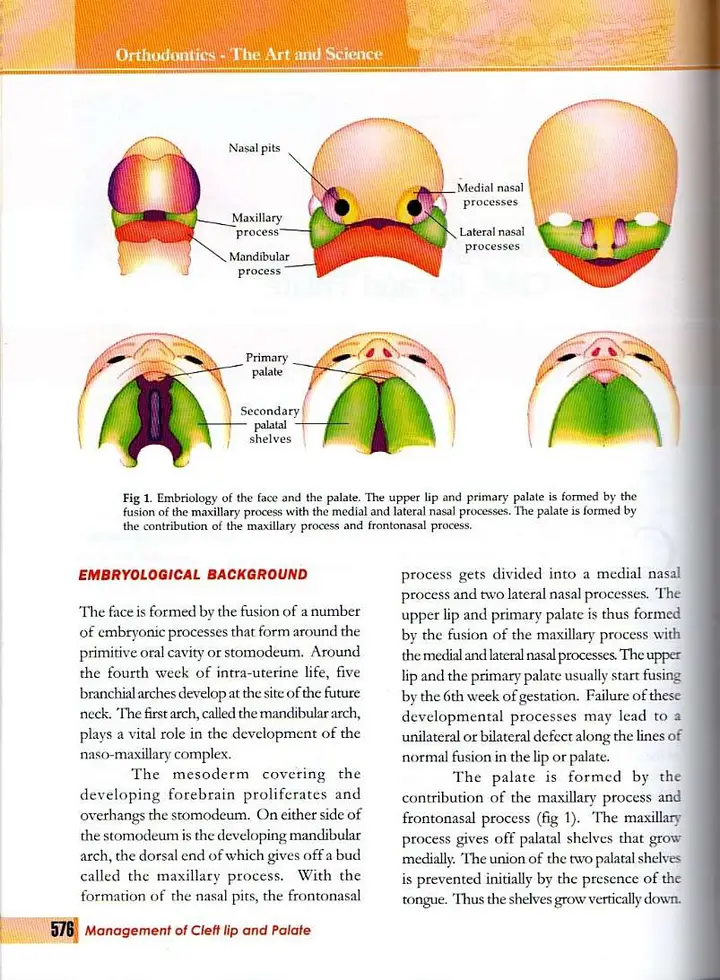 Orthodontics - The Art and Science
Nasal pits
Medial nasal
processes
Maxillary
process
Lateral nasal
processes
Mandibular
process
Primary
palate
Secondary
palatal
shelves
Fig 1. Embriology of the face and the palate. The upper lip and primary palate is formed by the
fusion of the maxillary process with the medial and lateral nasal processes. The palate is formed by
the contribution of the maxillary process and frontonasal process.
EMBRYOLOGICAL BACKGROUND
The face is formed by the fusion of a number
of embryonic processes that form around the
primitive oral cavity or stomodeum. Around
the fourth week of intra-uterine life, five
branchial arches develop at the site of the future
neck. The first arch, called the mandibular arch,
plays a vital role in the development of the
naso-maxillary complex.
The mesoderm covering the
developing forebrain proliferates and
overhangs the stomodeum. On either side of
the stomodeum is the developing mandibular
arch, the dorsal end of which gives off a bud
called the maxillary process. With the
formation of the nasal pits, the frontonasal
process gets divided into a medial nasal
process and two lateral nasal processes. The
upper lip and primary palate is thus formed
by the fusion of the maxillary process with
the medial and lateral nasal processes. The upper
lip and the primary palate usually start fusing
by the 6th week of gestation. Failure of these
developmental processes may lead to a
unilateral or bilateral defect along the lines of
normal fusion in the lip or palate.
The palate is formed by the
contribution of the maxillary process and
frontonasal process (fig 1). The maxillary
process gives off palatal shelves that grow
medially. The union of the two palatal shelves
is prevented initially by the presence of the
tongue. Thus the shelves grow vertically down.
576 Management of Cleft lip and Palate